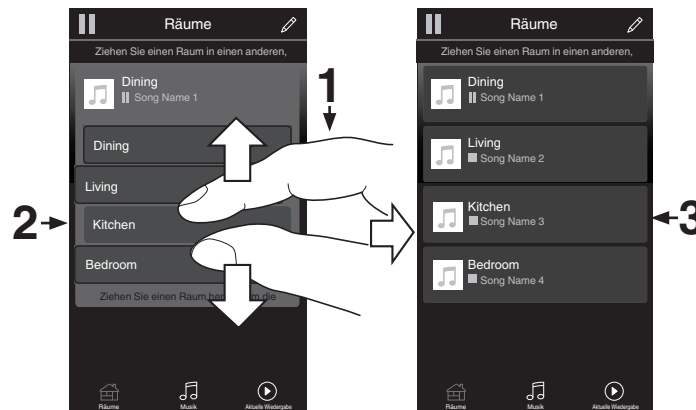 Räume
Ziehen Sie einen Raum in einen anderen,
Dining
Song Name 1
Dining
Living
Kitchen
Bedroom
Ziehen Sie einen Raum die
Räume
Musik
Aktuelle Wiedergabe
1
2
Räume
Ziehen Sie einen Raum in einen anderen,
Dining
Song Name 1
Living
Song Name 2
Kitchen
Song Name 3
Bedroom
Song Name 4
Räume
Musik
Aktuelle Wiedergabe
3